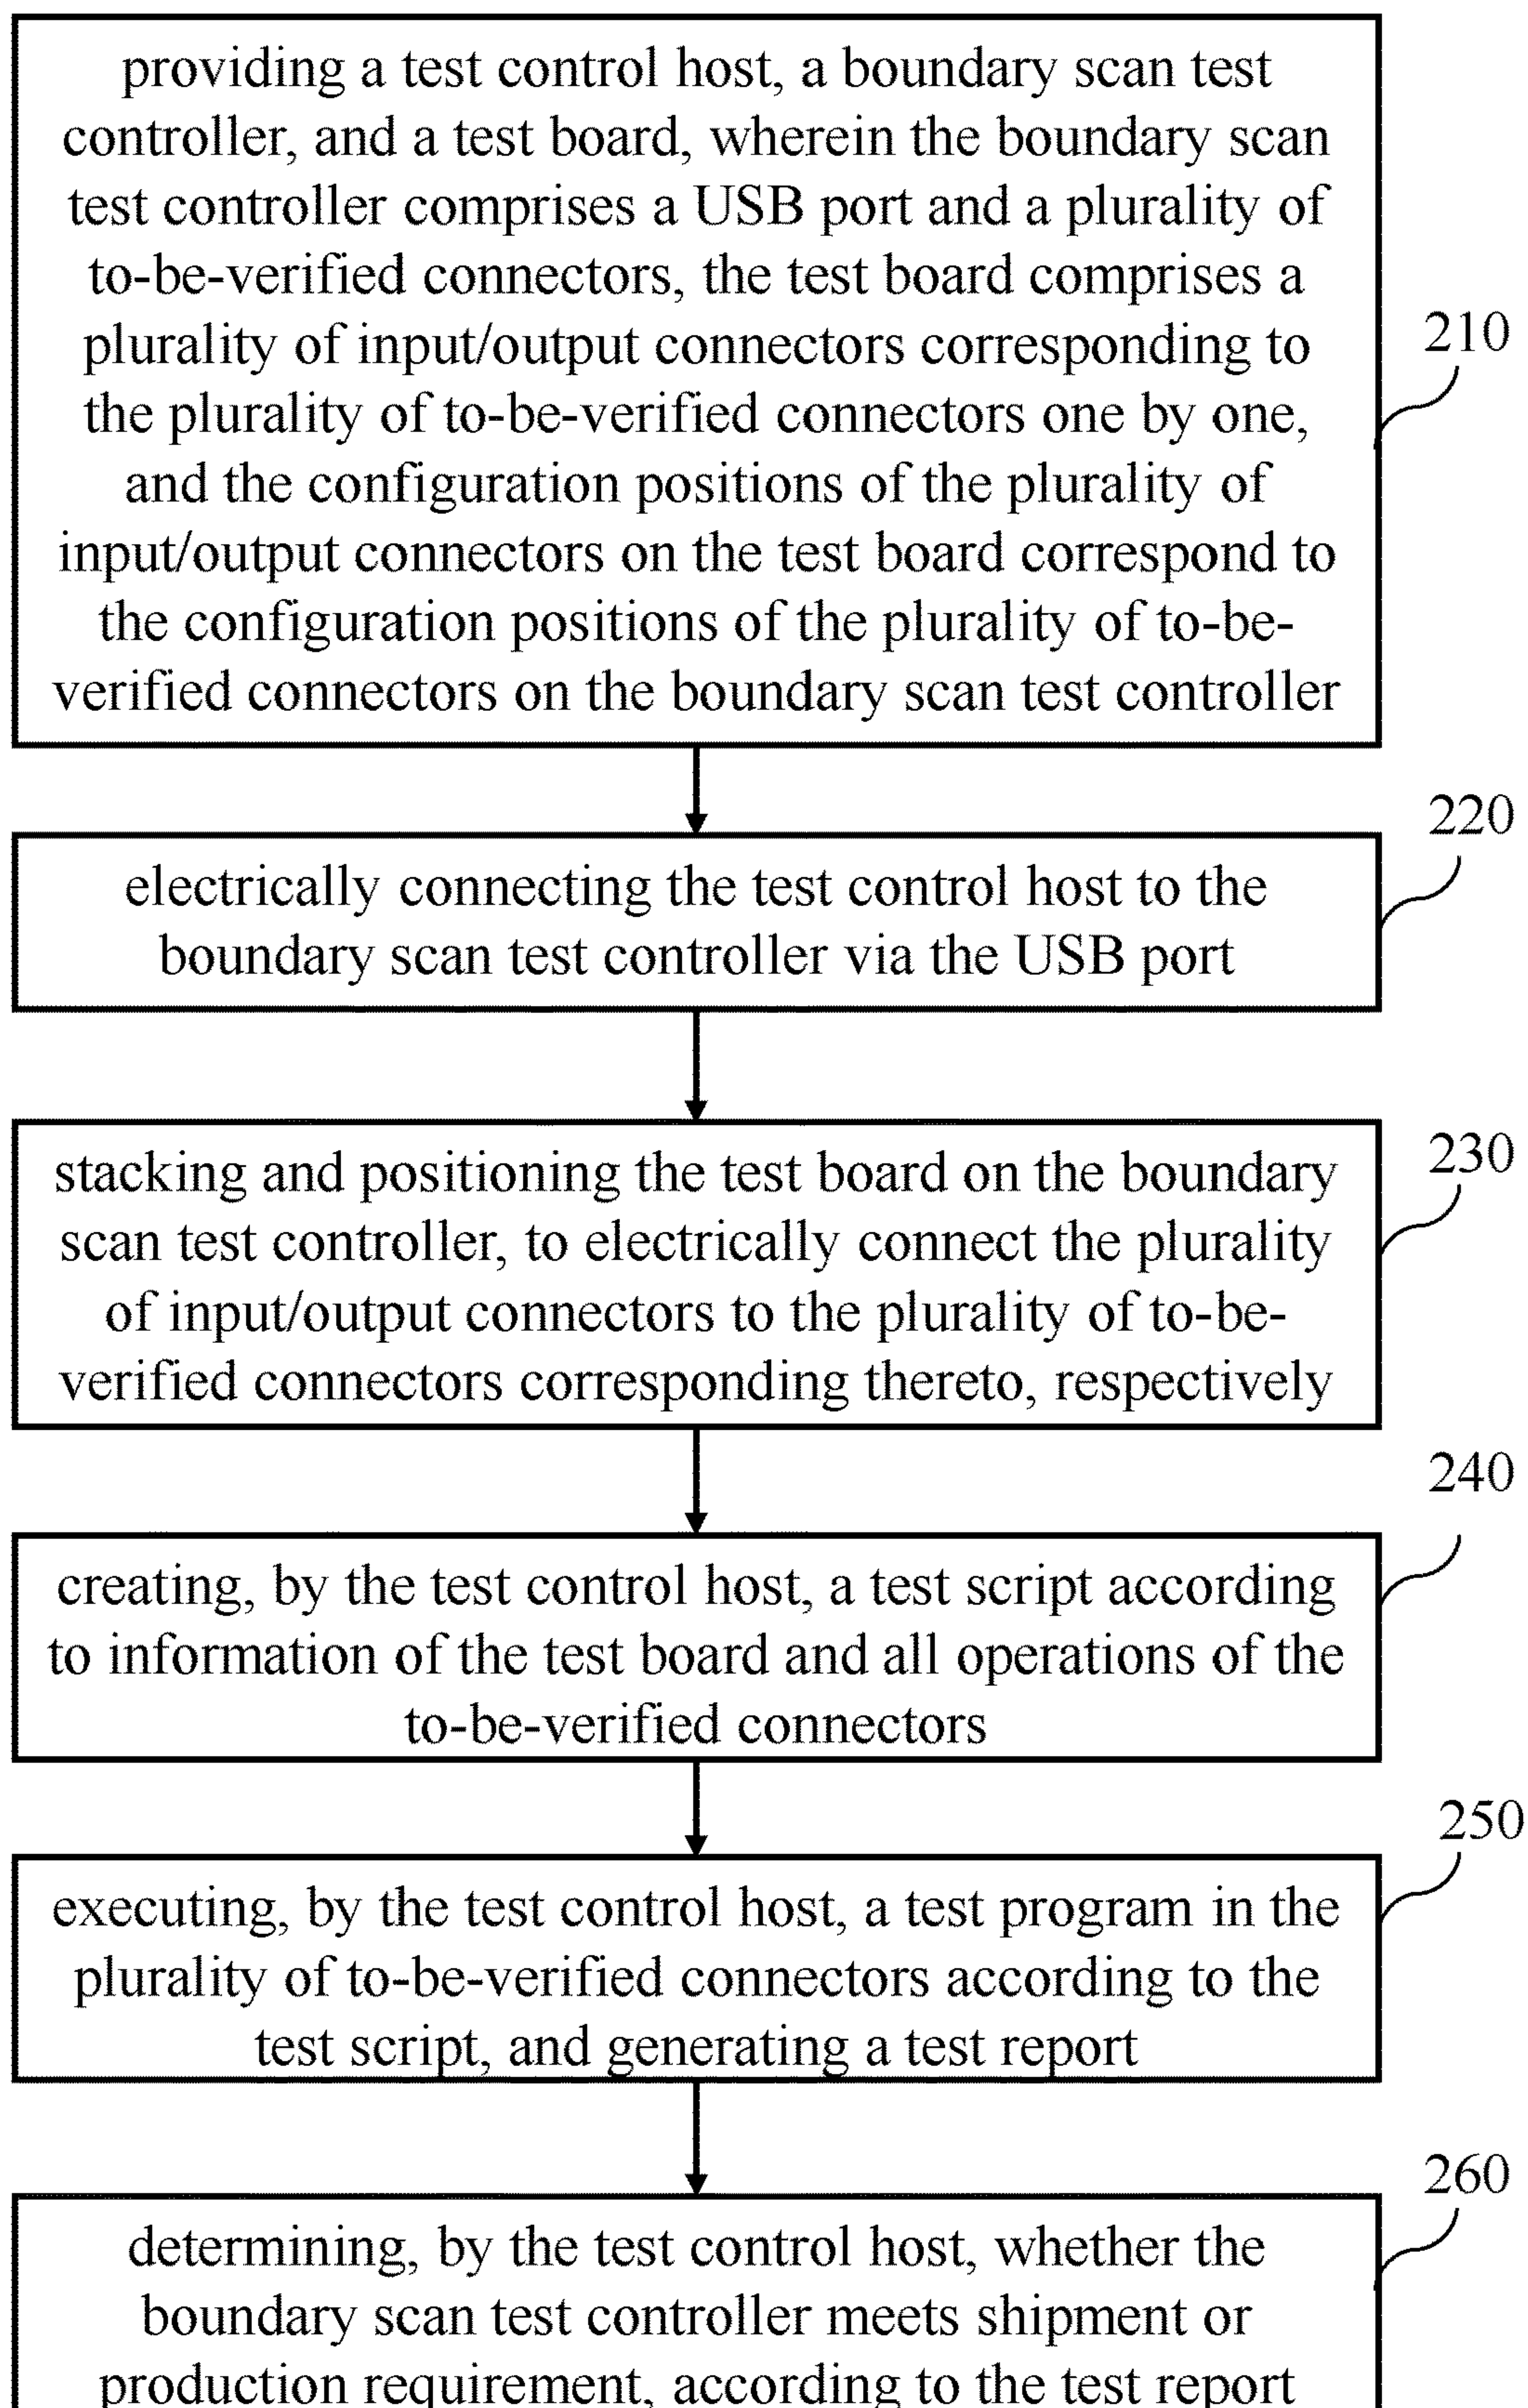 providing a test control host, a boundary scan test
controller, and a test board, wherein the boundary scan
test controller comprises a USB port and a plurality of
to-be-verified connectors, the test board comprises a
plurality of input/output connectors corresponding to
the plurality of to-be-verified connectors one by one,
and the configuration positions of the plurality of
input/output connectors on the test board correspond to
the configuration positions of the plurality of to-be-
verified connectors on the boundary scan test controller
210
220
electrically connecting the test control host to the
boundary scan test controller via the USB port
230
stacking and positioning the test board on the boundary
scan test controller, to electrically connect the plurality
of input/output connectors to the plurality of to-be-
verified connectors corresponding thereto, respectively
240
creating, by the test control host, a test script according
to information of the test board and all operations of the
to-be-verified connectors
250
executing, by the test control host, a test program in the
plurality of to-be-verified connectors according to the
test script, and generating a test report
260
determining, by the test control host, whether the
boundary scan test controller meets shipment or
production requirement, according to the test report